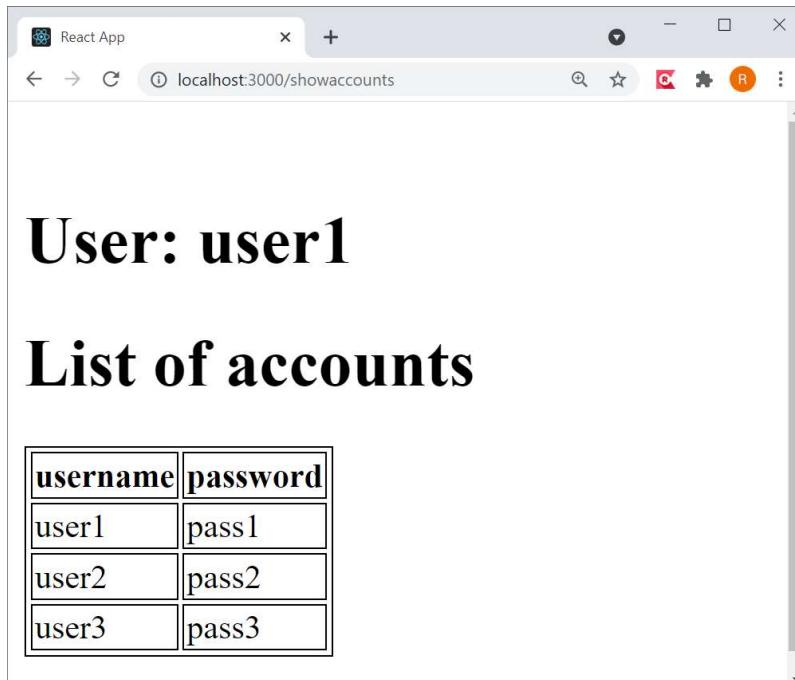 React App
localhost:3000/showaccounts
R
User: user1
List of accounts
username password
user1 pass1
user2 pass2
user3 pass3